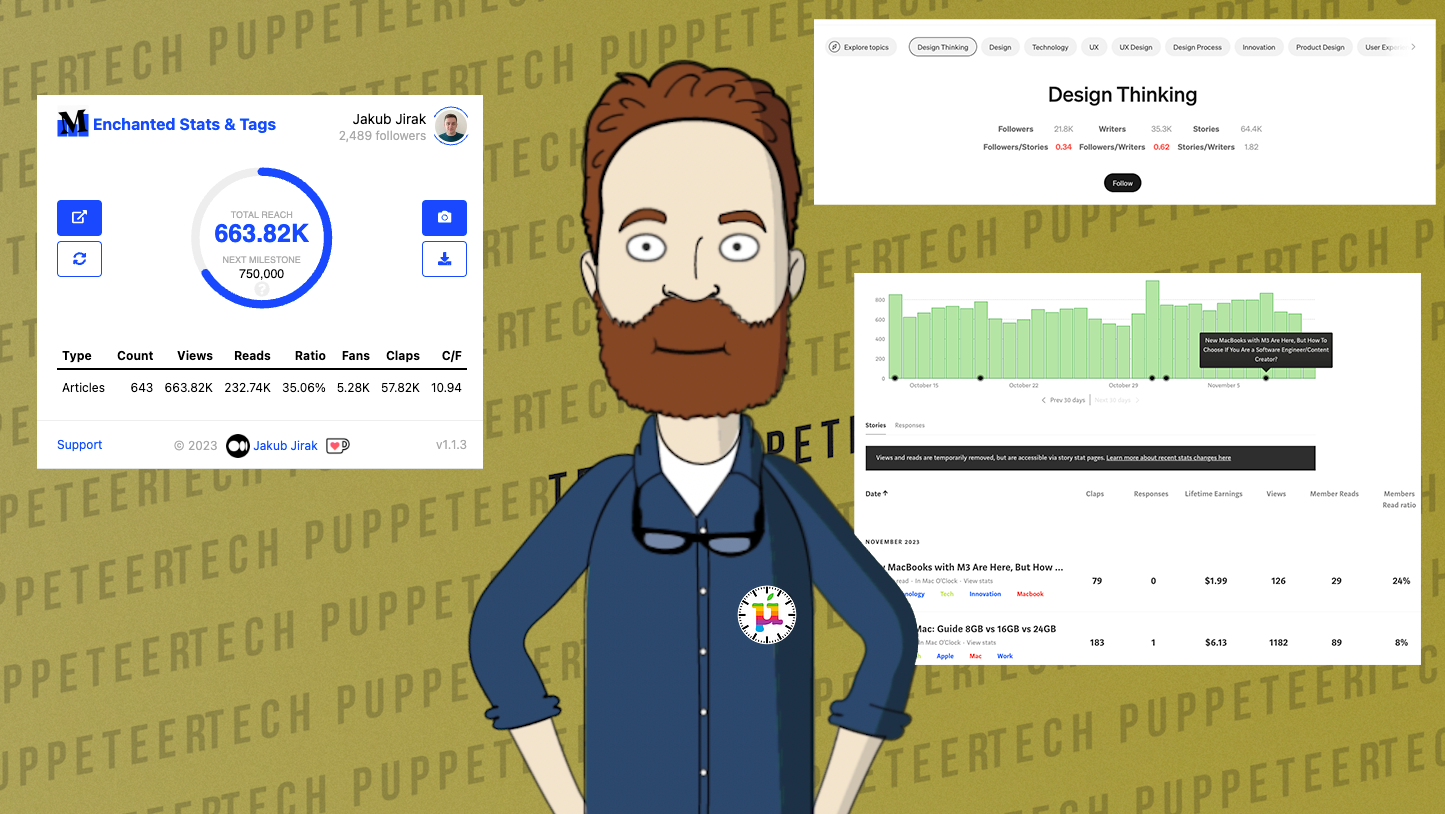 PUPPETEERTECH PUPPETEERTECH
Enchanted Stats & Tags
Jakub Jirak
2,489 followers
TOTAL REACH
663.82K
NEXT MILESTONE
750,000
?
Type Count Views Reads Ratio Fans Claps C/F
Articles 643 663.82K 232.74K 35.06% 5.28K 57.82K 10.94
Support © 2023 Jakub Jirak v1.1.3
Explore topics Design Thinking Design Technology UX UX Design Design Process Innovation Product Design
Design Thinking
Followers 21.8K Writers 35.3K Stories 64.4K
Followers/Stories 0.34 Followers/Writers 0.62 Stories/Writers 1.82
Follow
800
600
400
200
0
New MacBooks with M3 Are Here, But How To
Choose If You Are a Software Engineer/Content
Creator?
October 15 October 22 October 29 November 5
Prev 30 days Next 30 days
Stories Responses
Views and reads are temporarily removed, but are accessible via story stat pages. Learn more about recent stats changes here
Date Claps Responses Lifetime Earnings Views Member Reads Members
Read ratio
NOVEMBER 2023
MacBooks with M3 Are Here, But How ... 79 0 $1.99 126 29 24%
read · In Mac O'Clock · View stats
nology Tech Innovation Macbook
Mac: Guide 8GB vs 16GB vs 24GB 183 1 $6.13 1182 89 8%
In Mac O'Clock · View stats
Apple Mac Work